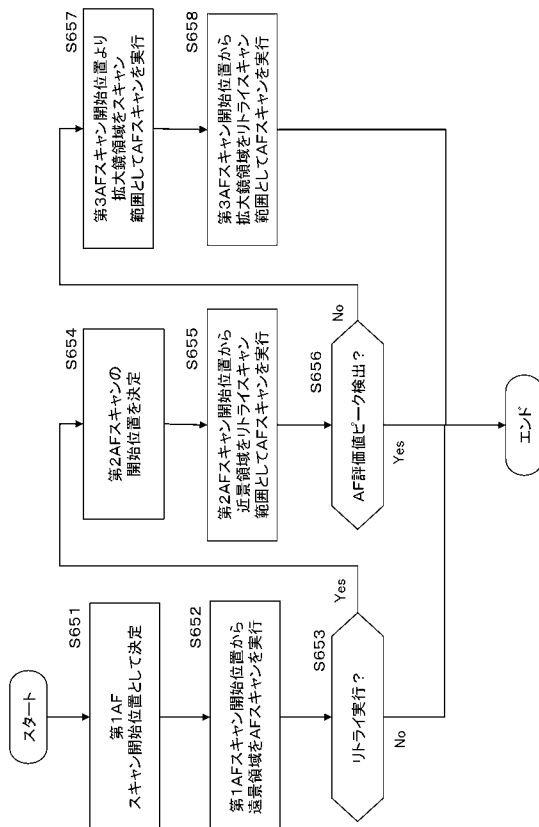 スタート
S651
第1AF
スキャン開始位置として決定
S652
第1AFスキャン開始位置から
遠景領域をAFスキャンを実行
S653
リトライ実行？
Yes
No
S654
第2AFスキャンの
開始位置を決定
S655
第2AFスキャン開始位置から
近景領域をリトライスキャン
範囲としてAFスキャンを実行
S656
AF評価値ピーク検出？
No
Yes
S657
第3AFスキャン開始位置より
拡大鏡領域をスキャン
範囲としてAFスキャンを実行
S658
第3AFスキャン開始位置から
拡大鏡領域をリトライスキャン
範囲としてAFスキャンを実行
エンド